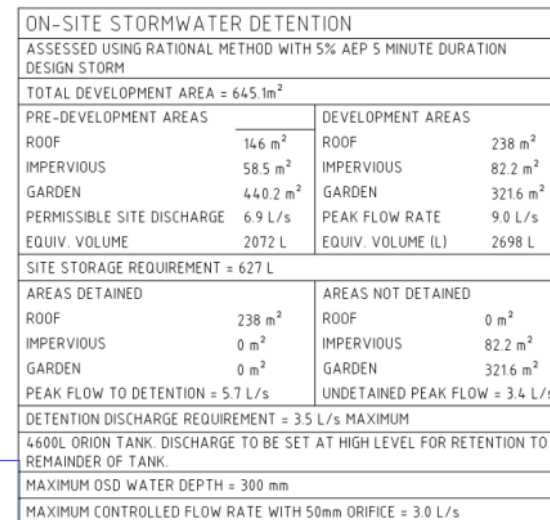 ON-SITE STORMWATER DETENTION
ASSESSED USING RATIONAL METHOD WITH 5% AEP 5 MINUTE DURATION
DESIGN STORM
TOTAL DEVELOPMENT AREA = 645.1m²
PRE-DEVELOPMENT AREAS
ROOF 146 m²
IMPERVIOUS 58.5 m²
GARDEN 440.2 m²
PERMISSIBLE SITE DISCHARGE 6.9 L/s
EQUIV. VOLUME 2072 L
DEVELOPMENT AREAS
ROOF 238 m²
IMPERVIOUS 82.2 m²
GARDEN 321.6 m²
PEAK FLOW RATE 9.0 L/s
EQUIV. VOLUME (L) 2698 L
SITE STORAGE REQUIREMENT = 627 L
AREAS DETAINED
ROOF 238 m²
IMPERVIOUS 0 m²
GARDEN 0 m²
PEAK FLOW TO DETENTION = 5.7 L/s
AREAS NOT DETAINED
ROOF 0 m²
IMPERVIOUS 82.2 m²
GARDEN 321.6 m²
UNDETAINED PEAK FLOW = 3.4 L/s
DETENTION DISCHARGE REQUIREMENT = 3.5 L/s MAXIMUM
4600L ORION TANK. DISCHARGE TO BE SET AT HIGH LEVEL FOR RETENTION TO
REMAINDER OF TANK.
MAXIMUM OSD WATER DEPTH = 300 mm
MAXIMUM CONTROLLED FLOW RATE WITH 50mm ORIFICE = 3.0 L/s